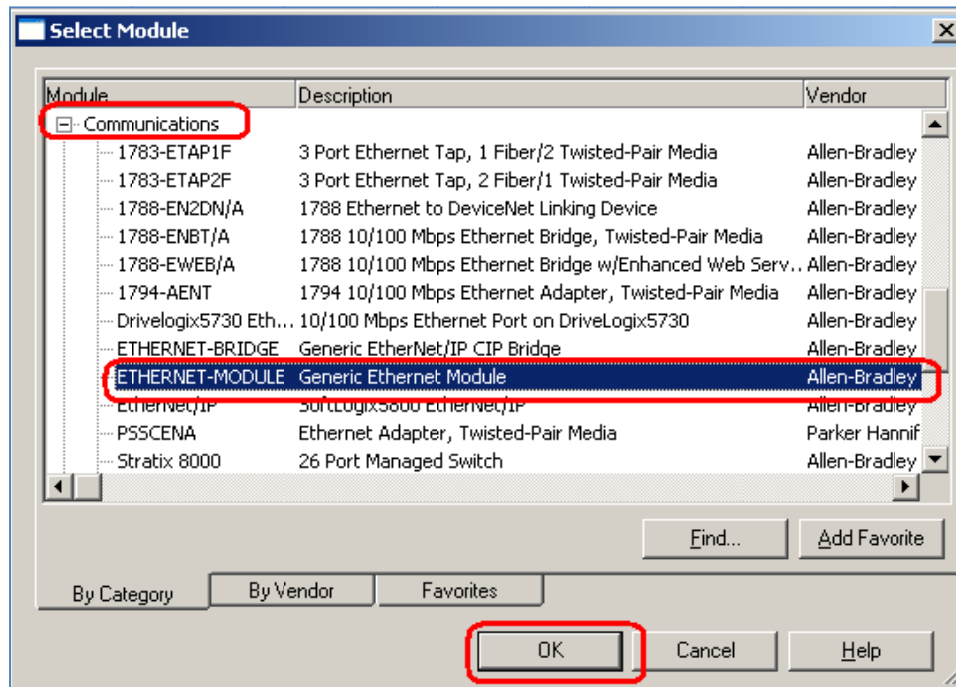 Select Module
Module Description Vendor
Communications
1783-ETAP1F 3 Port Ethernet Tap, 1 Fiber/2 Twisted-Pair Media Allen-Bradley
1783-ETAP2F 3 Port Ethernet Tap, 2 Fiber/1 Twisted-Pair Media Allen-Bradley
1788-EN2DN/A 1788 Ethernet to DeviceNet Linking Device Allen-Bradley
1788-ENBT/A 1788 10/100 Mbps Ethernet Bridge, Twisted-Pair Media Allen-Bradley
1788-EWEB/A 1788 10/100 Mbps Ethernet Bridge w/Enhanced Web Serv... Allen-Bradley
1794-AENT 1794 10/100 Mbps Ethernet Adapter, Twisted-Pair Media Allen-Bradley
Drivelogix5730 Eth... 10/100 Mbps Ethernet Port on DriveLogix5730 Allen-Bradley
ETHERNET-BRIDGE Generic EtherNet/IP CIP Bridge Allen-Bradley
ETHERNET-MODULE Generic Ethernet Module Allen-Bradley
EtherNet/IP SoftLogix5800 EtherNet/IP Allen-Bradley
PSSCENA Ethernet Adapter, Twisted-Pair Media Parker Hannif
Stratix 8000 26 Port Managed Switch Allen-Bradley
Find... Add Favorite
By Category By Vendor Favorites
OK Cancel Help